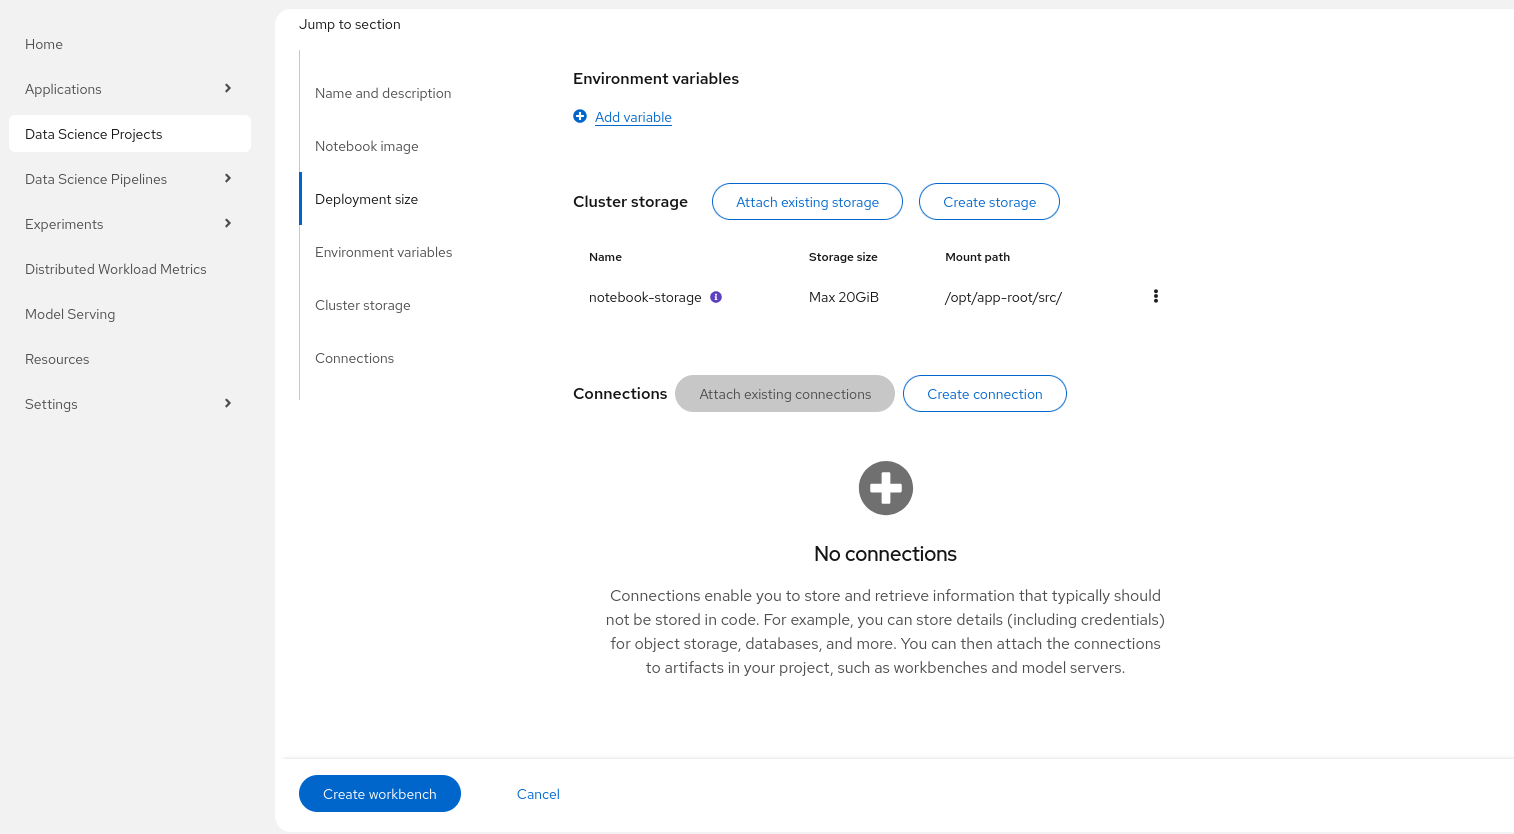 Home
Applications
Data Science Projects
Data Science Pipelines
Experiments
Distributed Workload Metrics
Model Serving
Resources
Settings
Jump to section
Name and description
Notebook image
Deployment size
Environment variables
Cluster storage
Connections
Environment variables
Add variable
Cluster storage Attach existing storage Create storage
Name Storage size Mount path
notebook-storage Max 20GiB /opt/app-root/src/
Connections Attach existing connections Create connection
No connections
Connections enable you to store and retrieve information that typically should
not be stored in code. For example, you can store details (including credentials)
for object storage, databases, and more. You can then attach the connections
to artifacts in your project, such as workbenches and model servers.
Create workbench Cancel